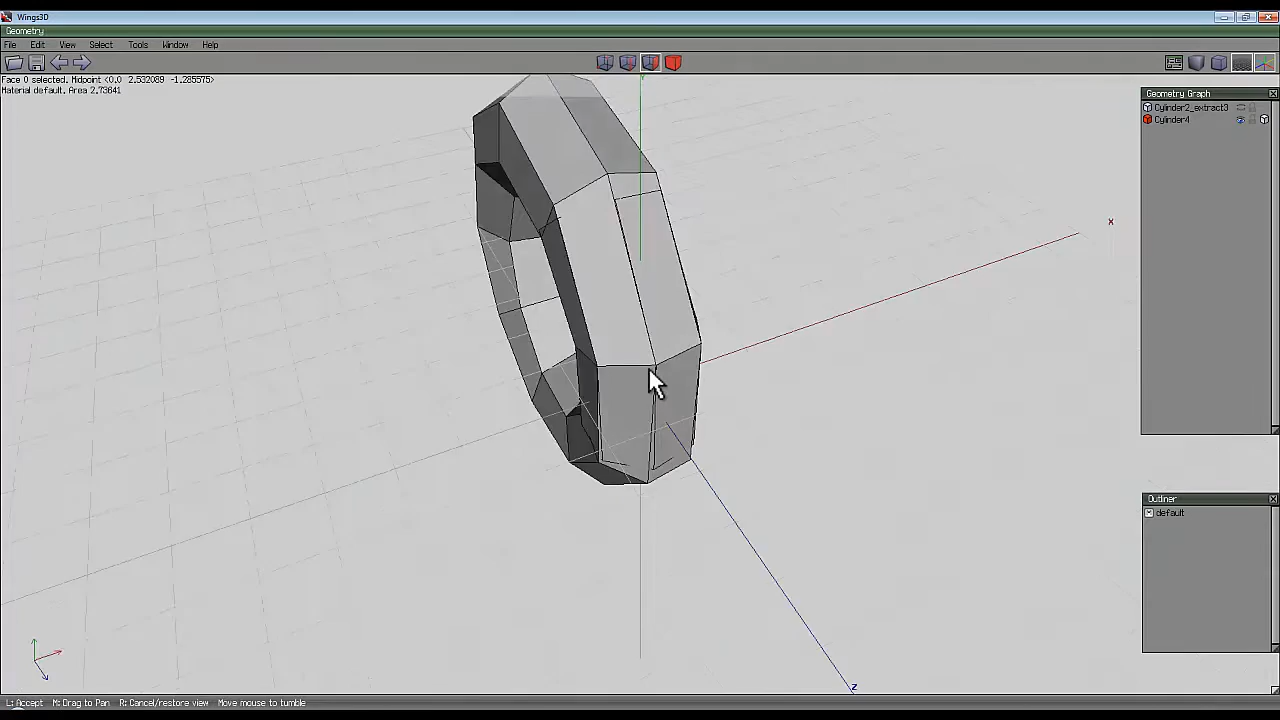 Wings3D
Geometry
File Edit View Select Tools Window Help
Face 0 selected. Midpoint <0.0 2.532089 -1.285575>
Material default. Area 2.73641
Y
Geometry Graph
Cylinder2_extract3
Cylinder4
X
Outliner
default
Z
L: Accept M: Drag to Pan R: Cancel/restore view Move mouse to tumble